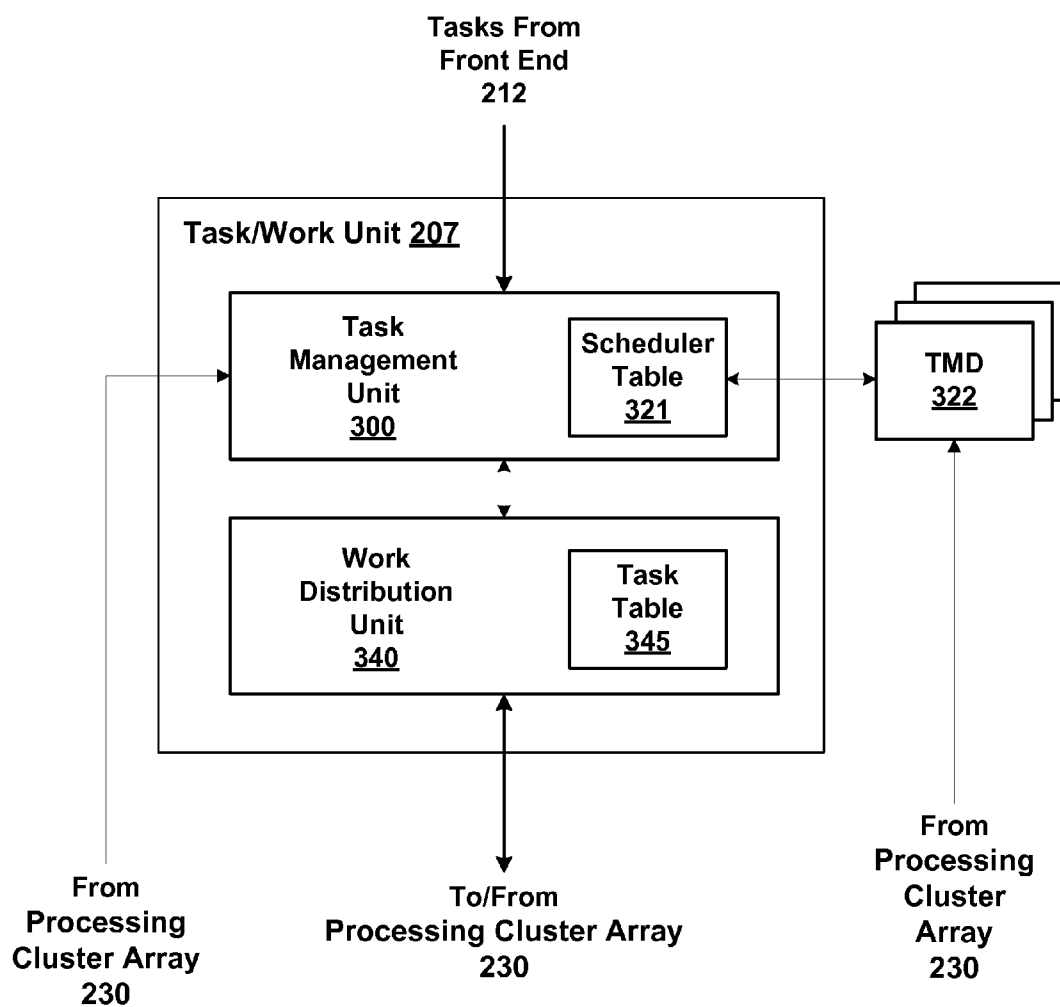 Tasks From
Front End
212
Task/Work Unit 207
Task
Management
Unit
300
Scheduler
Table
321
TMD
322
Work
Distribution
Unit
340
Task
Table
345
From
Processing
Cluster Array
230
To/From
Processing Cluster Array
230
From
Processing
Cluster
Array
230